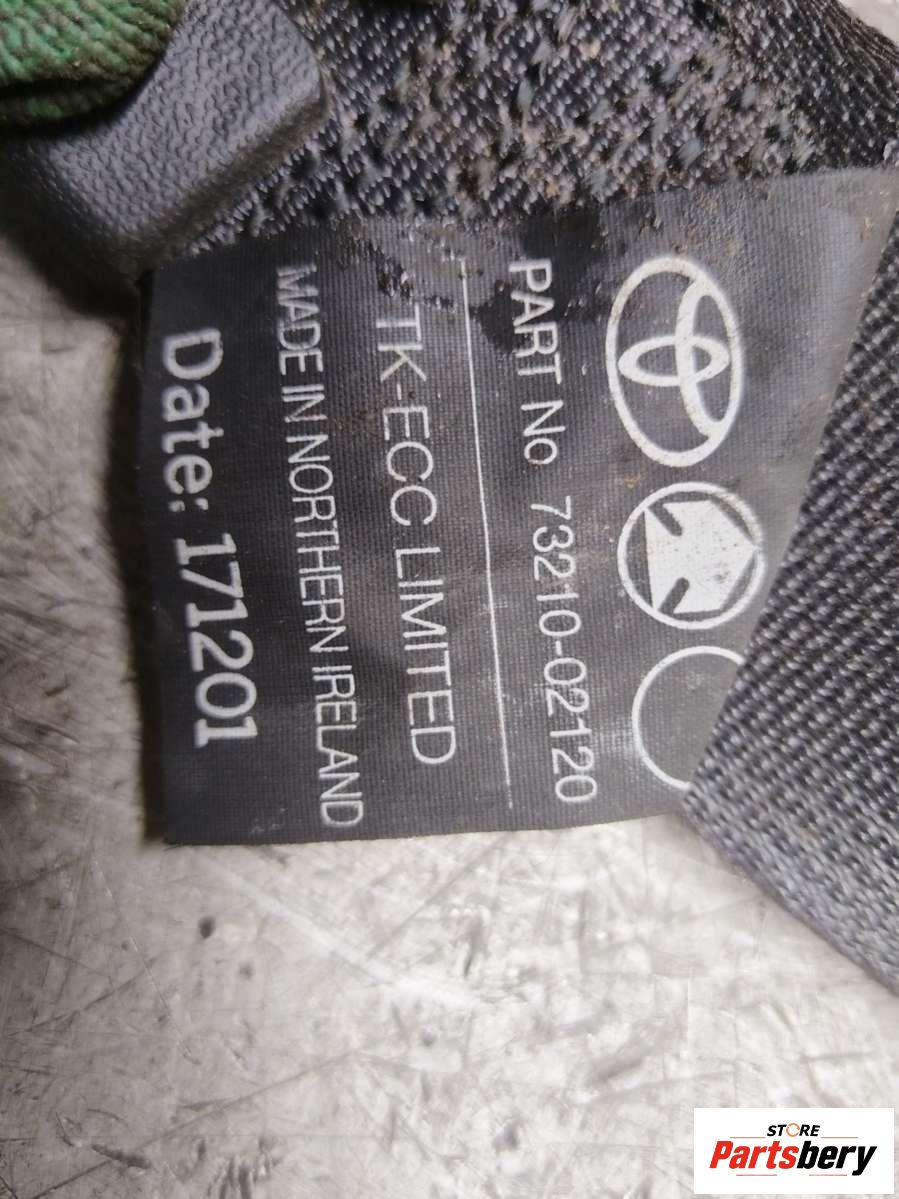 PART No 73210-02120
TK-ECC LIMITED
MADE IN NORTHERN IRELAND
Date: 171201
STORE
Partsbery